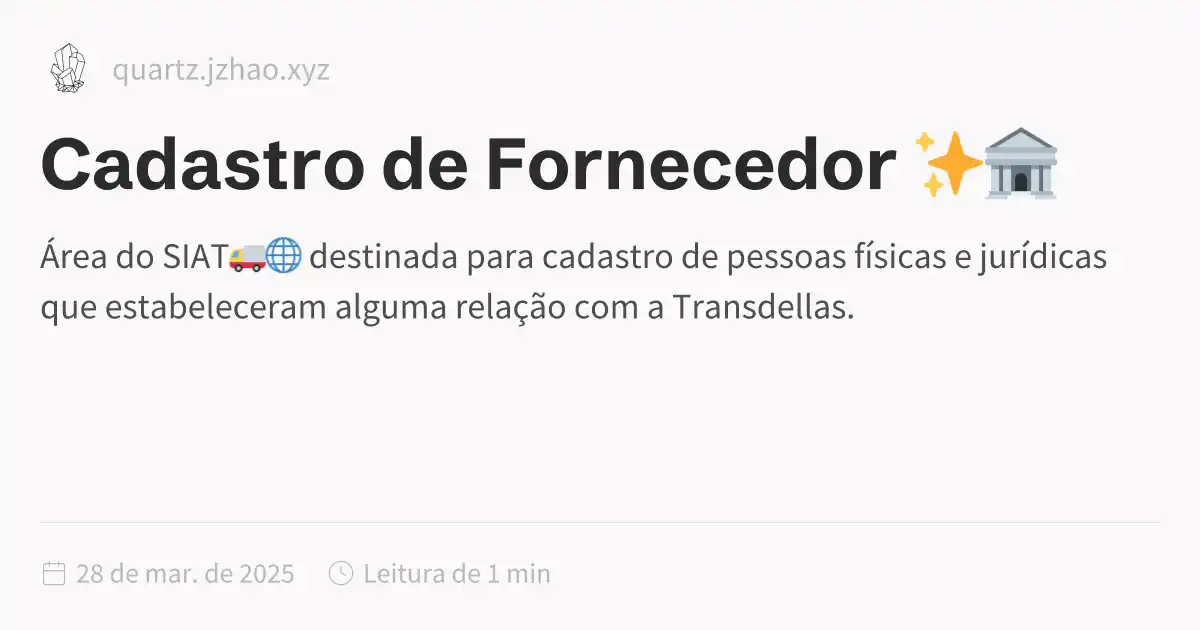 quartz.jzhao.xyz
Cadastro de Fornecedor ✨🏛️
Área do SIAT🚚🌐 destinada para cadastro de pessoas físicas e jurídicas
que estabeleceram alguma relação com a Transdellas.
28 de mar. de 2025 Leitura de 1 min